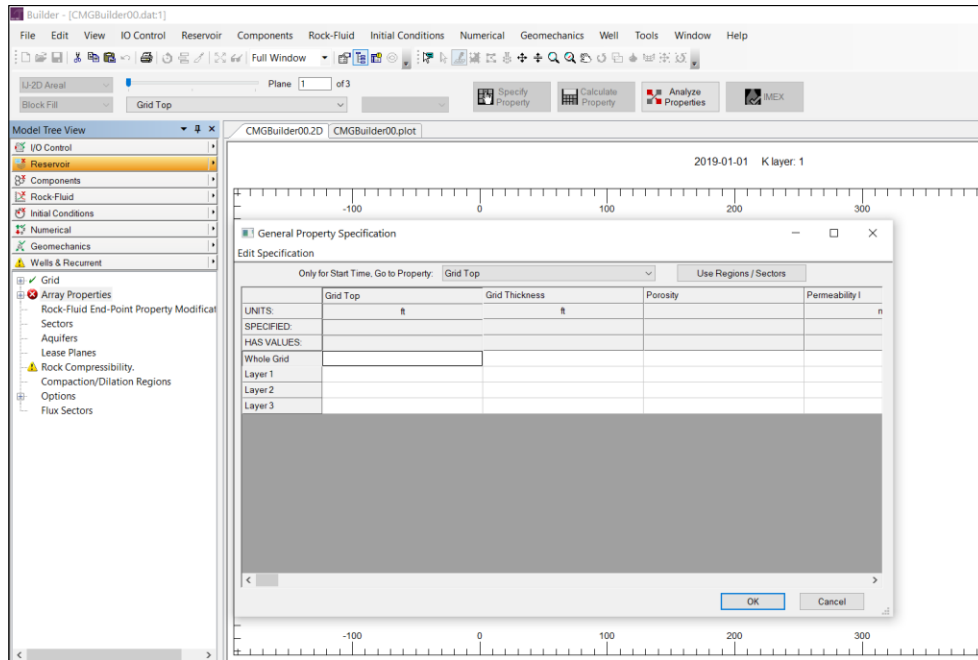 Builder - [CMGBuilder00.dat:1]
File Edit View IO Control Reservoir Components Rock-Fluid Initial Conditions Numerical Geomechanics Well Tools Window Help
Full Window
IJ-2D Areal Plane 1 of 3
Block Fill Grid Top
Specify Property
Calculate Property
Analyze Properties
IMEX
Model Tree View
CMGBuilder00.2D CMGBuilder00.plot
I/O Control
Reservoir
Components
Rock-Fluid
Initial Conditions
Numerical
Geomechanics
Wells & Recurrent
Grid
Array Properties
Rock-Fluid End-Point Property Modificat
Sectors
Aquifers
Lease Planes
Rock Compressibility.
Compaction/Dilation Regions
Options
Flux Sectors
2019-01-01 K layer: 1
-100 0 100 200 300
General Property Specification
Edit Specification
Only for Start Time, Go to Property: Grid Top Use Regions / Sectors
Grid Top Grid Thickness Porosity Permeability I
UNITS: ft ft
SPECIFIED:
HAS VALUES:
Whole Grid
Layer 1
Layer 2
Layer 3
OK Cancel
-100 0 100 200 300